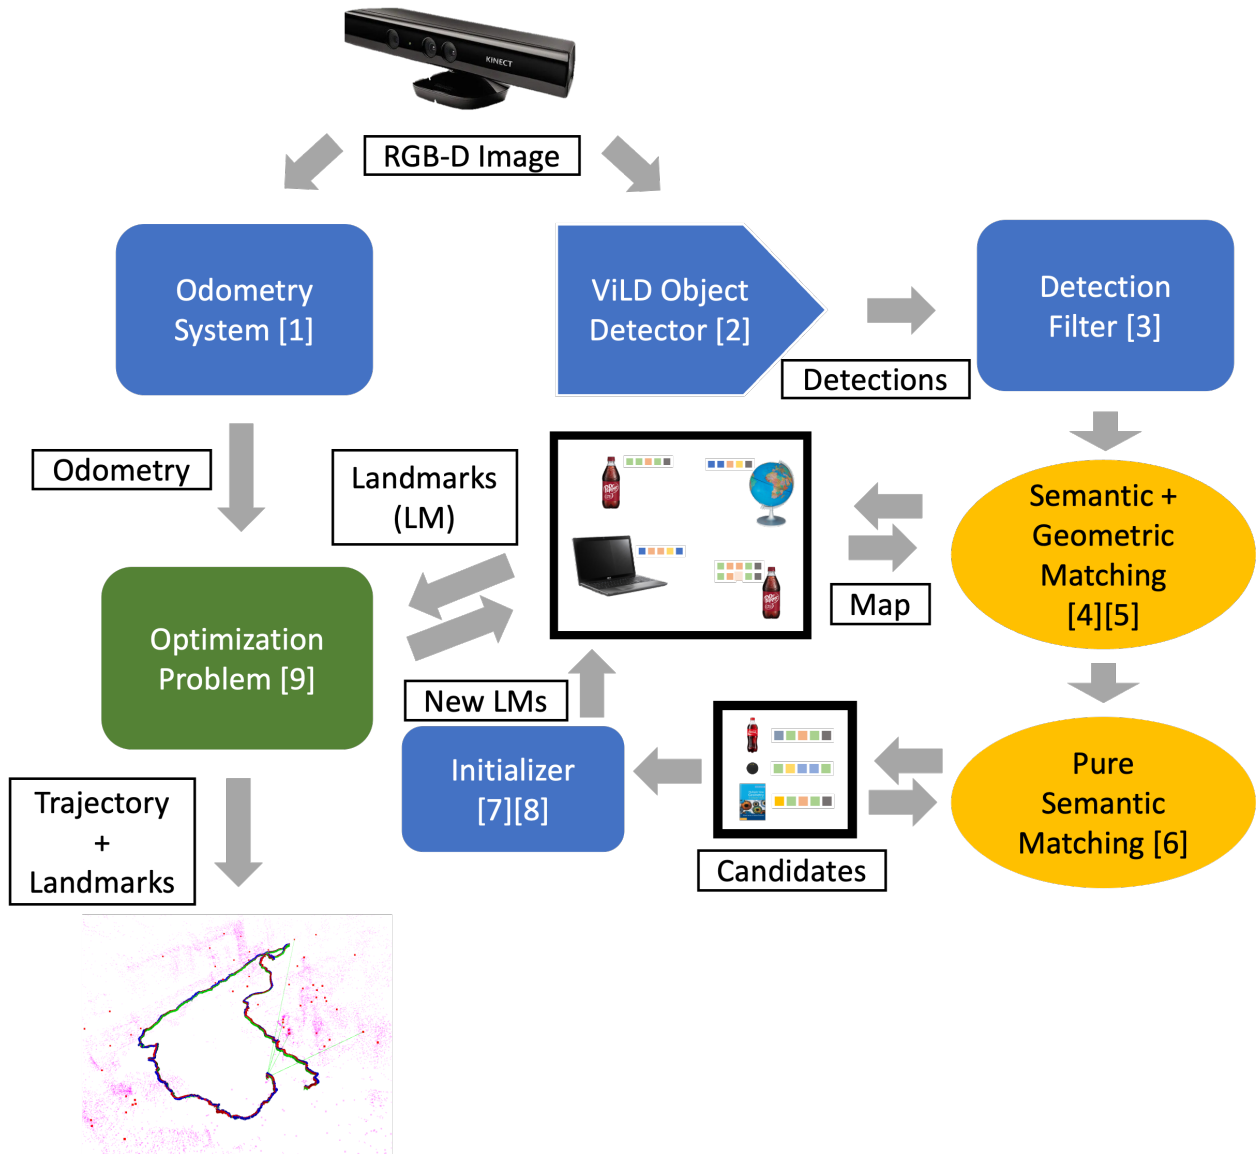 KINECT
RGB-D Image
Odometry
System [1]
ViLD Object
Detector [2]
Detection
Filter [3]
Detections
Odometry
Landmarks
(LM)
Semantic +
Geometric
Matching
[4][5]
Map
Optimization
Problem [9]
New LMs
Initializer
[7][8]
Pure
Semantic
Matching [6]
Candidates
Trajectory
+
Landmarks